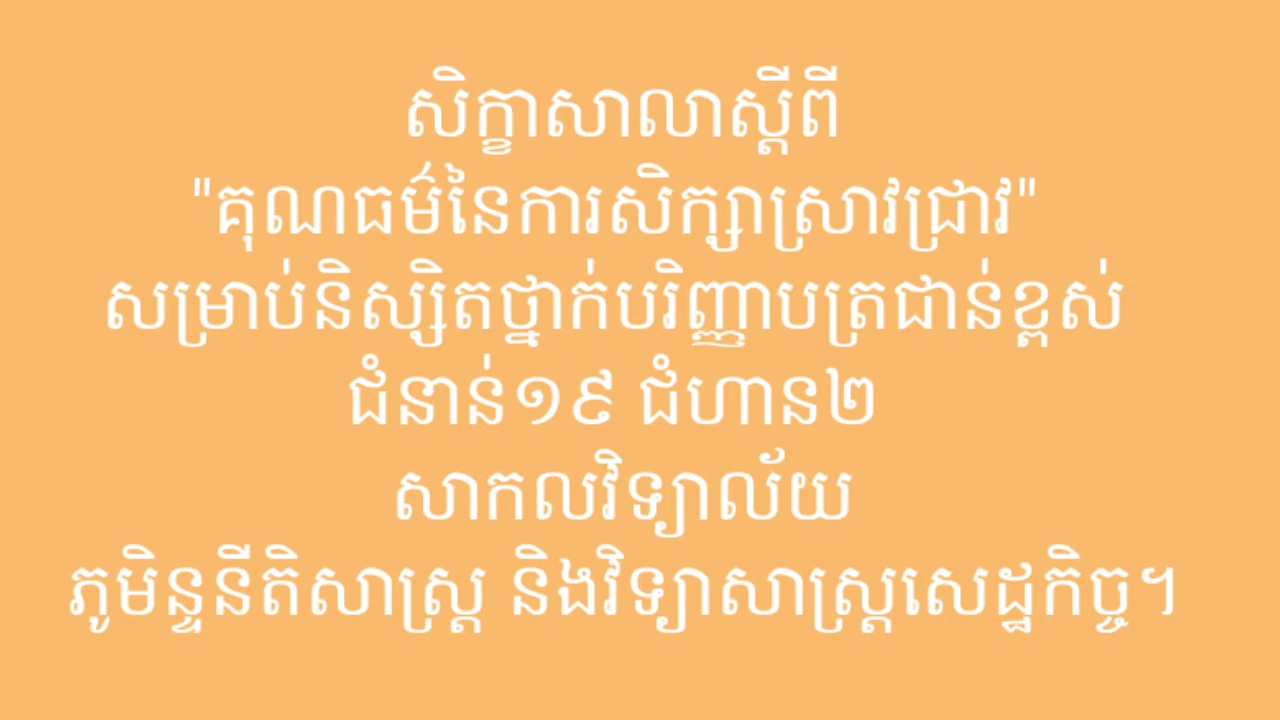 សិក្ខាសាលាស្តីពី
"គុណធម៌នៃការសិក្សាស្រាវជ្រាវ"
សម្រាប់និស្សិតថ្នាក់បរិញ្ញាបត្រជាន់ខ្ពស់
ជំនាន់១៩ ជំហាន២
សាកលវិទ្យាល័យ
ភូមិន្ទនីតិសាស្ត្រ និងវិទ្យាសាស្ត្រសេដ្ឋកិច្ច។